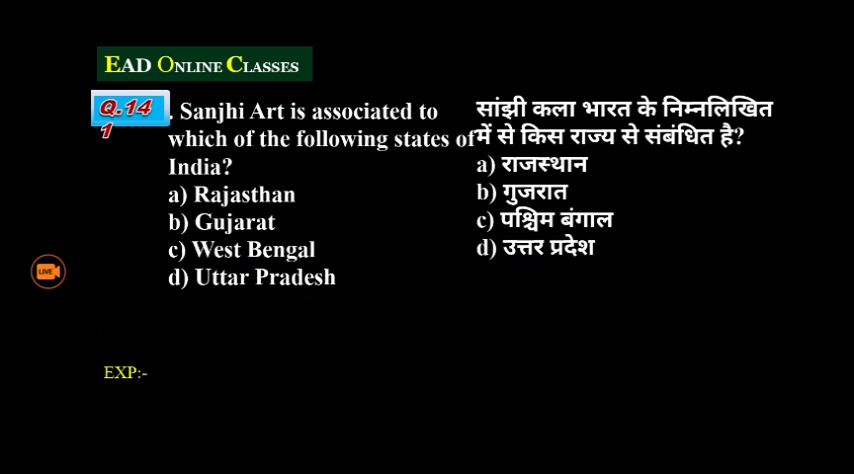 EAD ONLINE CLASSES
Q.14
1
. Sanjhi Art is associated to
which of the following states of
India?
a) Rajasthan
b) Gujarat
c) West Bengal
d) Uttar Pradesh
सांझी कला भारत के निम्नलिखित
में से किस राज्य से संबंधित है?
a) राजस्थान
b) गुजरात
c) पश्चिम बंगाल
d) उत्तर प्रदेश
LIVE
EXP:-